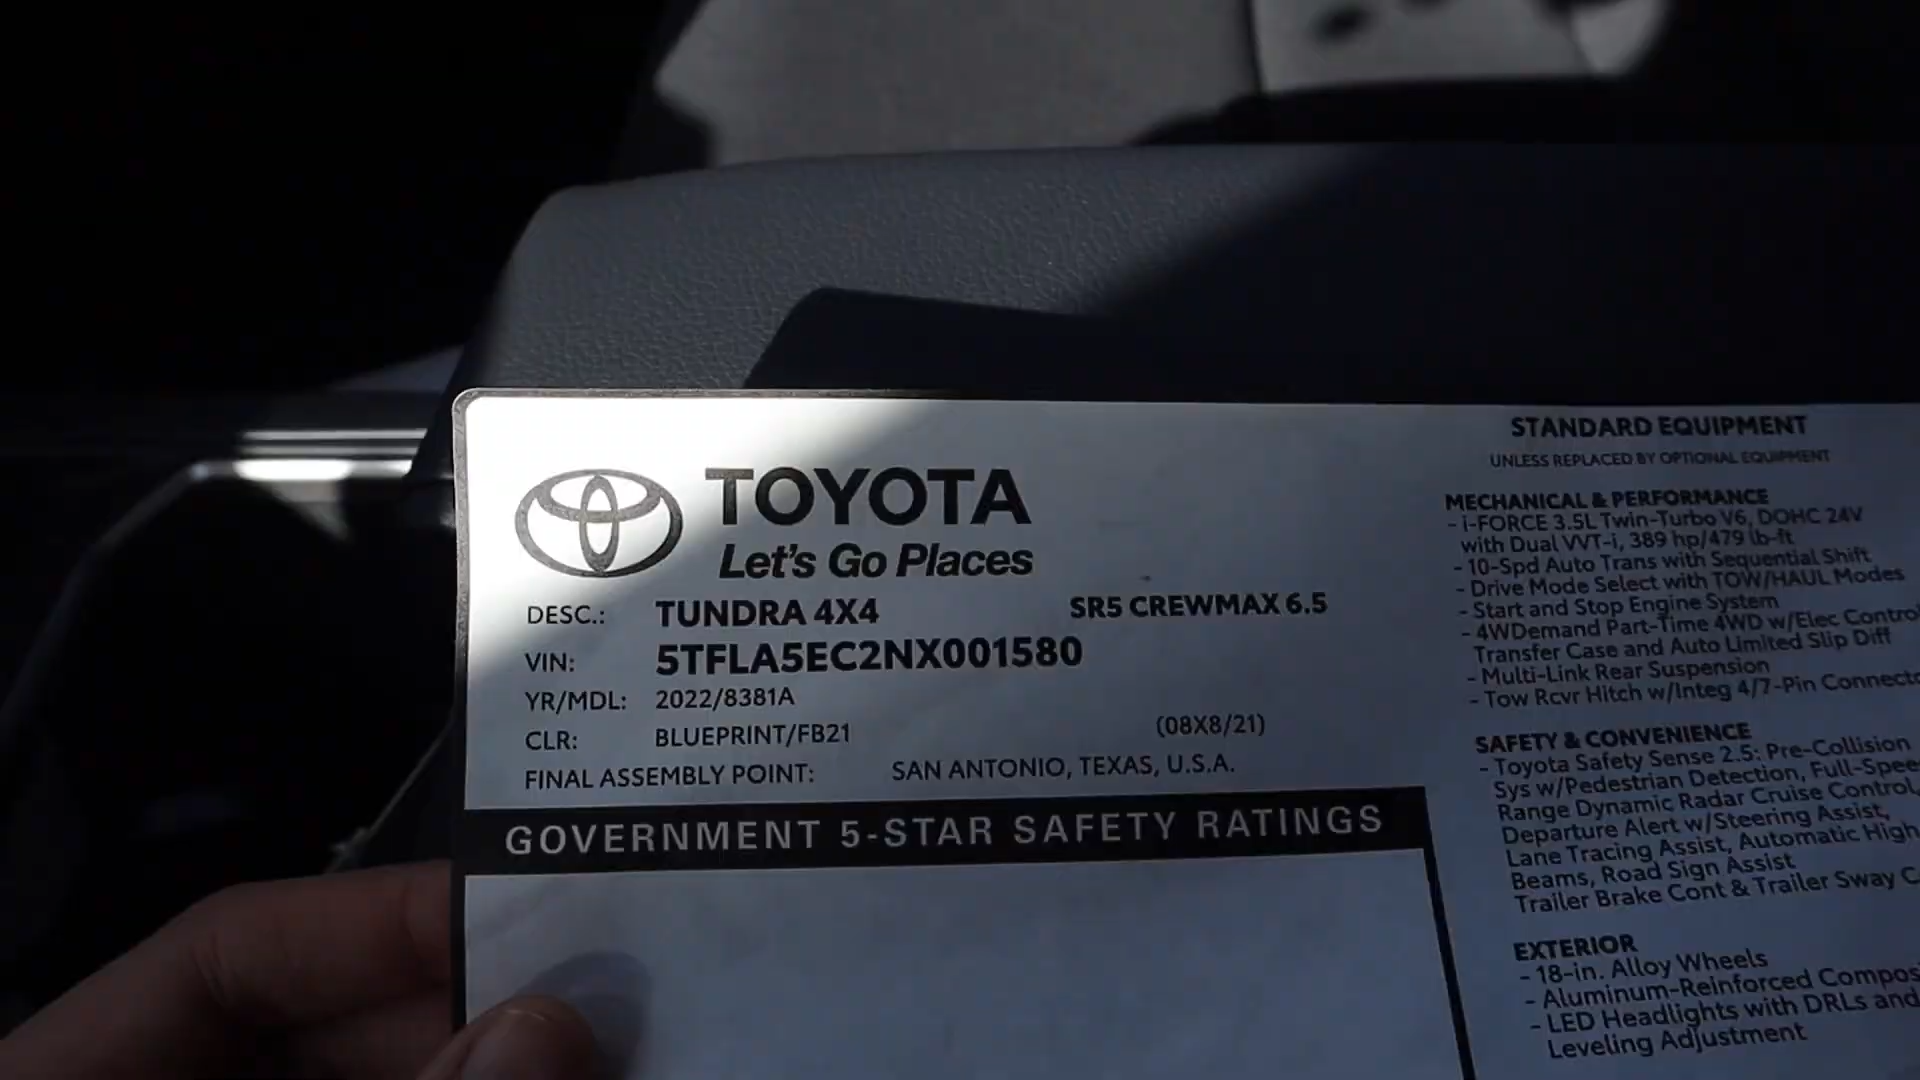 TOYOTA
Let's Go Places
DESC.: TUNDRA 4X4 SR5 CREWMAX 6.5
VIN: 5TFLA5EC2NX001580
YR/MDL: 2022/8381A
CLR: BLUEPRINT/FB21 (08X8/21)
FINAL ASSEMBLY POINT: SAN ANTONIO, TEXAS, U.S.A.
GOVERNMENT 5-STAR SAFETY RATINGS
STANDARD EQUIPMENT
UNLESS REPLACED BY OPTIONAL EQUIPMENT
MECHANICAL & PERFORMANCE
- i-FORCE 3.5L Twin-Turbo V6, DOHC 24V
with Dual VVT-i, 389 hp/479 lb-ft
- 10-Spd Auto Trans with Sequential Shift
- Drive Mode Select with TOW/HAUL Modes
- Start and Stop Engine System
- 4WDemand Part-Time 4WD w/Elec Control
Transfer Case and Auto Limited Slip Diff
- Multi-Link Rear Suspension
- Tow Rcvr Hitch w/Integ 4/7-Pin
SAFETY & CONVENIENCE
- Toyota Safety Sense 2.5: Pre-Collision
Sys w/Pedestrian Detection,
Range Dynamic Radar Cruise Control,
Departure Alert w/Steering Assist,
Lane Tracing Assist, Automatic High
Beams, Road Sign Assist
Trailer Brake Cont & Trailer Sway
EXTERIOR
- 18-in. Alloy Wheels
- Aluminum-Reinforced
- LED Headlights with DRLs and
Leveling Adjustment